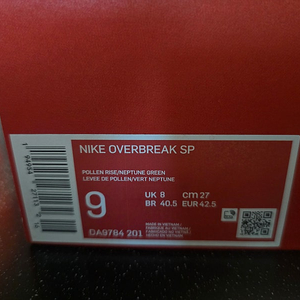 NIKE OVERBREAK SP
POLLEN RISE/NEPTUNE GREEN
LEVEE DE POLLEN/VERT NEPTUNE
9
UK 8 CM 27
BR 40.5 EUR 42.5
DA9784 201